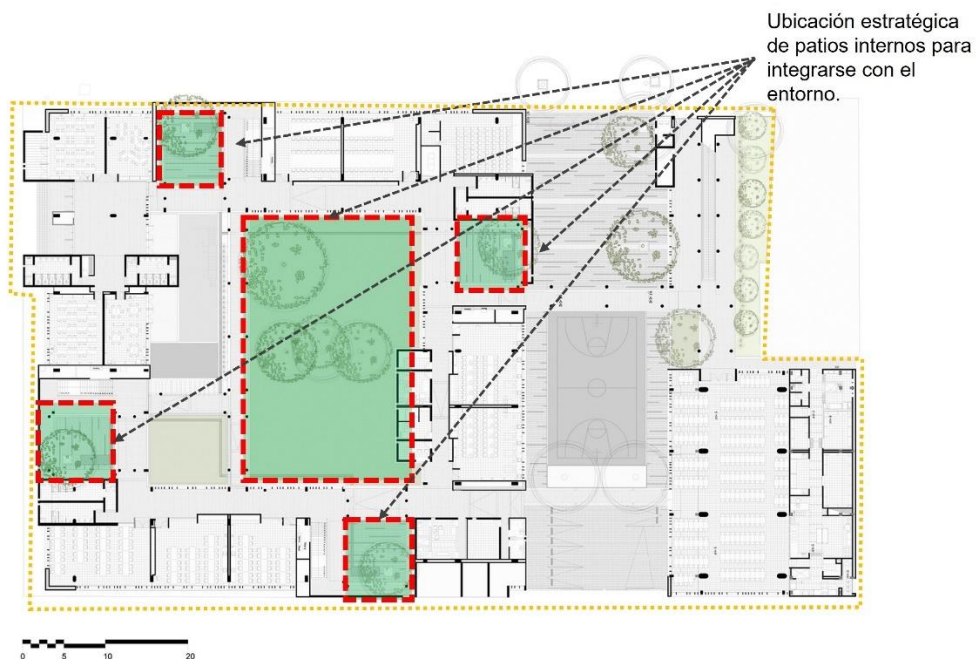 Ubicación estratégica
de patios internos para
integrarse con el
entorno.
0 5 10 20